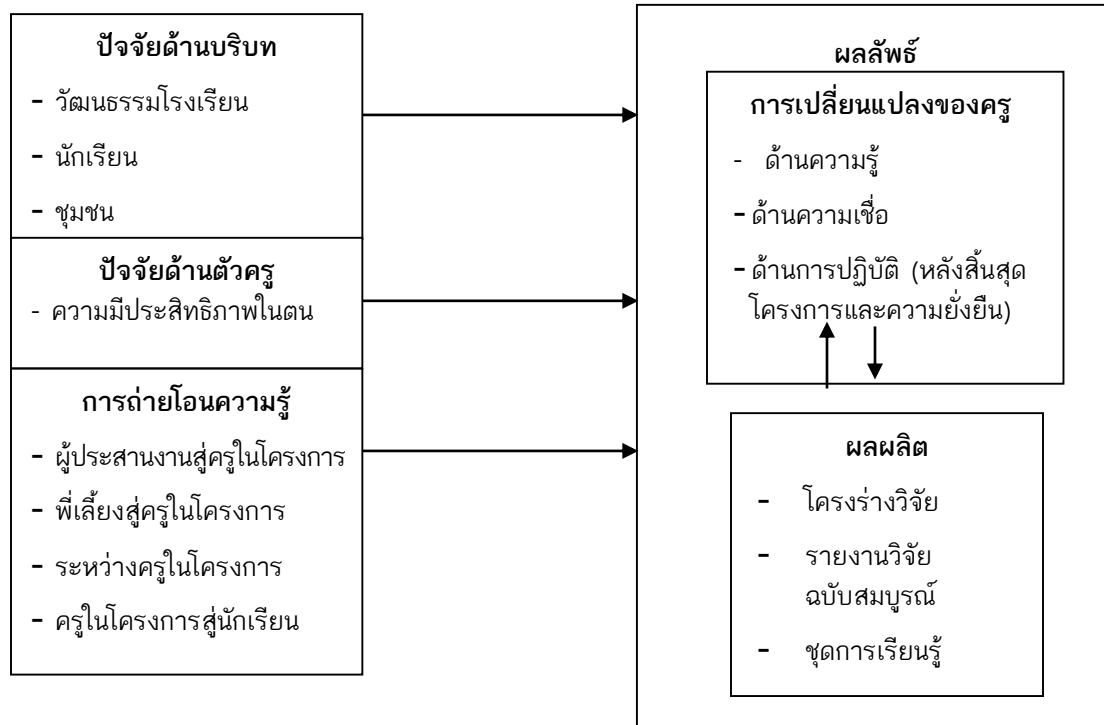 ปัจจัยด้านบริบท
- วัฒนธรรมโรงเรียน
- นักเรียน
- ชุมชน
ปัจจัยด้านตัวครู
- ความมีประสิทธิภาพในตน
การถ่ายโอนความรู้
- ผู้ประสานงานสู่ครูในโครงการ
- พี่เลี้ยงสู่ครูในโครงการ
- ระหว่างครูในโครงการ
- ครูในโครงการสู่นักเรียน
ผลลัพธ์
การเปลี่ยนแปลงของครู
- ด้านความรู้
- ด้านความเชื่อ
- ด้านการปฏิบัติ (หลังสิ้นสุด
โครงการและความยั่งยืน)
ผลผลิต
- โครงร่างวิจัย
- รายงานวิจัย
ฉบับสมบูรณ์
- ชุดการเรียนรู้